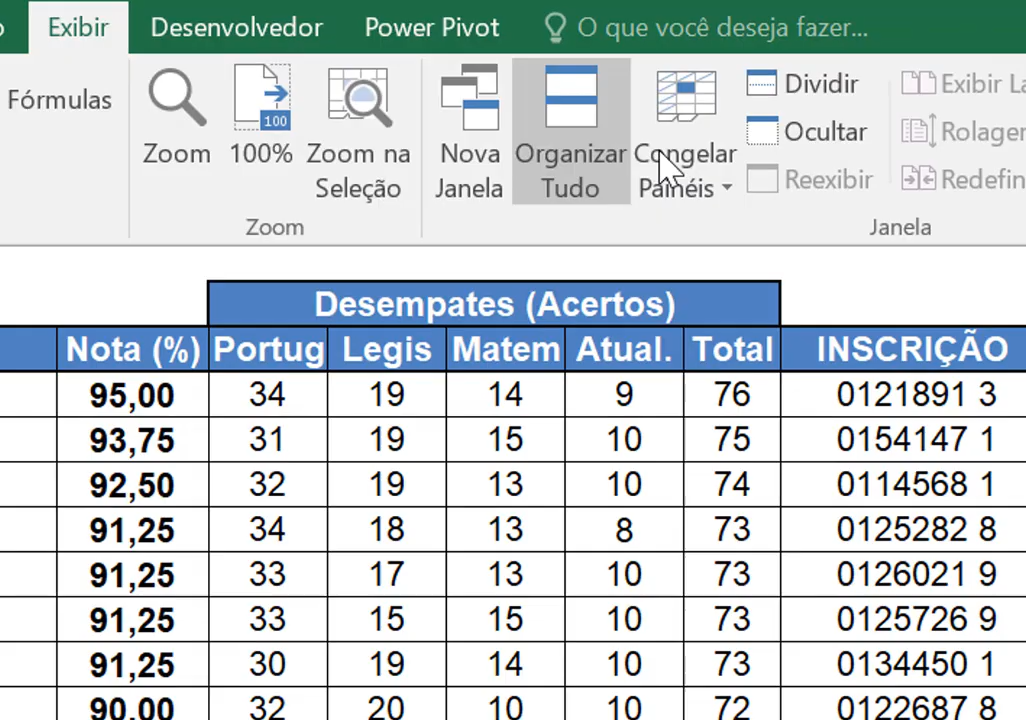 Exibir Desenvolvedor Power Pivot O que você deseja fazer...
Fórmulas
Zoom 100% Zoom na Seleção
100
Zoom
Nova Janela Organizar Tudo Congelar Painéis
Dividir
Ocultar
Reexibir
Exibir La
Rolagem
Redefin
Janela
Desempates (Acertos)
Nota (%) Portug Legis Matem Atual. Total INSCRIÇÃO
95,00 34 19 14 9 76 0121891 3
93,75 31 19 15 10 75 0154147 1
92,50 32 19 13 10 74 0114568 1
91,25 34 18 13 8 73 0125282 8
91,25 33 17 13 10 73 0126021 9
91,25 33 15 15 10 73 0125726 9
91,25 30 19 14 10 73 0134450 1
90,00 32 20 10 10 72 0122687 8